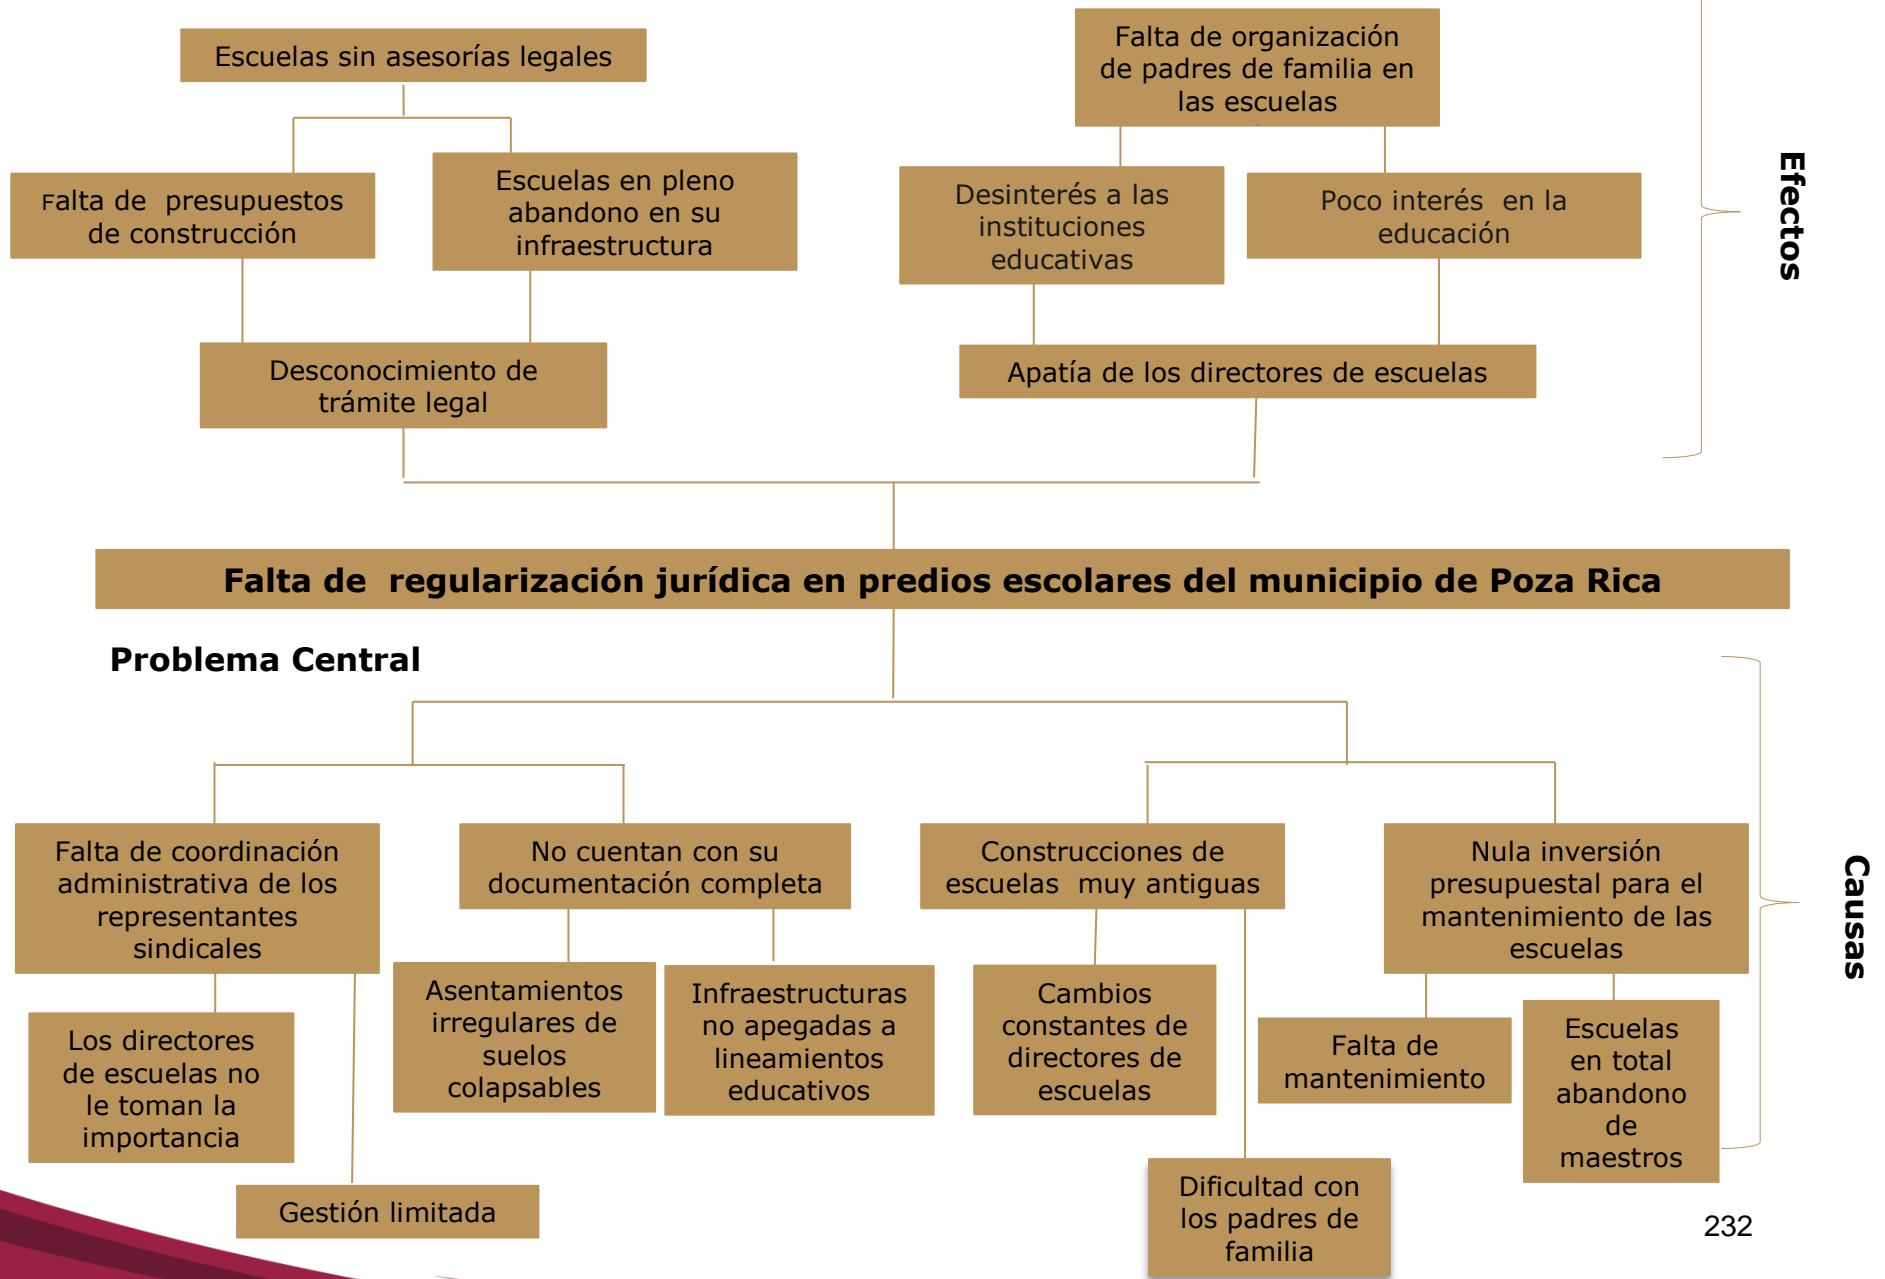 Escuelas sin asesorías legales
Falta de organización
de padres de familia en
las escuelas
Falta de presupuestos
de construcción
Escuelas en pleno
abandono en su
infraestructura
Desinterés a las
instituciones
educativas
Poco interés en la
educación
Efectos
Desconocimiento de
trámite legal
Apatía de los directores de escuelas
Falta de regularización jurídica en predios escolares del municipio de Poza Rica
Problema Central
Falta de coordinación
administrativa de los
representantes
sindicales
No cuentan con su
documentación completa
Construcciones de
escuelas muy antiguas
Nula inversión
presupuestal para el
mantenimiento de las
escuelas
Causas
Los directores
de escuelas no
le toman la
importancia
Asentamientos
irregulares de
suelos
colapsables
Infraestructuras
no apegadas a
lineamientos
educativos
Cambios
constantes de
directores de
escuelas
Falta de
mantenimiento
Escuelas
en total
abandono
de
maestros
Gestión limitada
Dificultad con
los padres de
familia
232